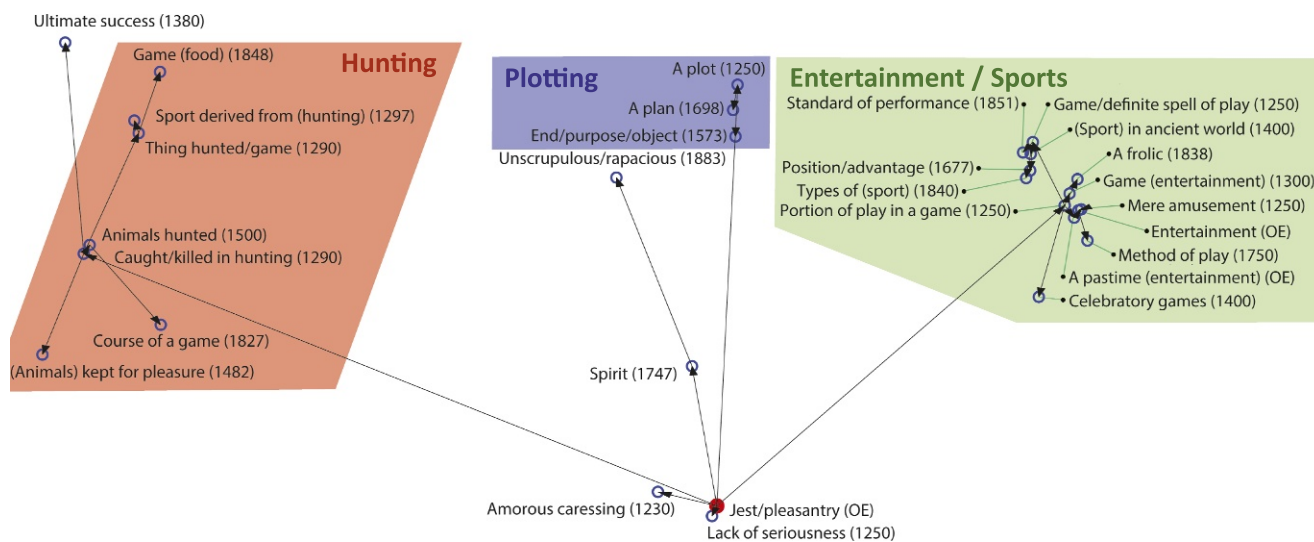 Ultimate success (1380)
Hunting
Game (food) (1848)
Sport derived from (hunting) (1297)
Thing hunted/game (1290)
Animals hunted (1500)
Caught/killed in hunting (1290)
Course of a game (1827)
(Animals) kept for pleasure (1482)
Plotting
A plot (1250)
A plan (1698)
End/purpose/object (1573)
Unscrupulous/rapacious (1883)
Spirit (1747)
Amorous caressing (1230)
Jest/pleasantry (OE)
Lack of seriousness (1250)
Entertainment / Sports
Standard of performance (1851)
Game/definite spell of play (1250)
(Sport) in ancient world (1400)
A frolic (1838)
Position/advantage (1677)
Game (entertainment) (1300)
Types of (sport) (1840)
Mere amusement (1250)
Portion of play in a game (1250)
Entertainment (OE)
Method of play (1750)
A pastime (entertainment) (OE)
Celebratory games (1400)